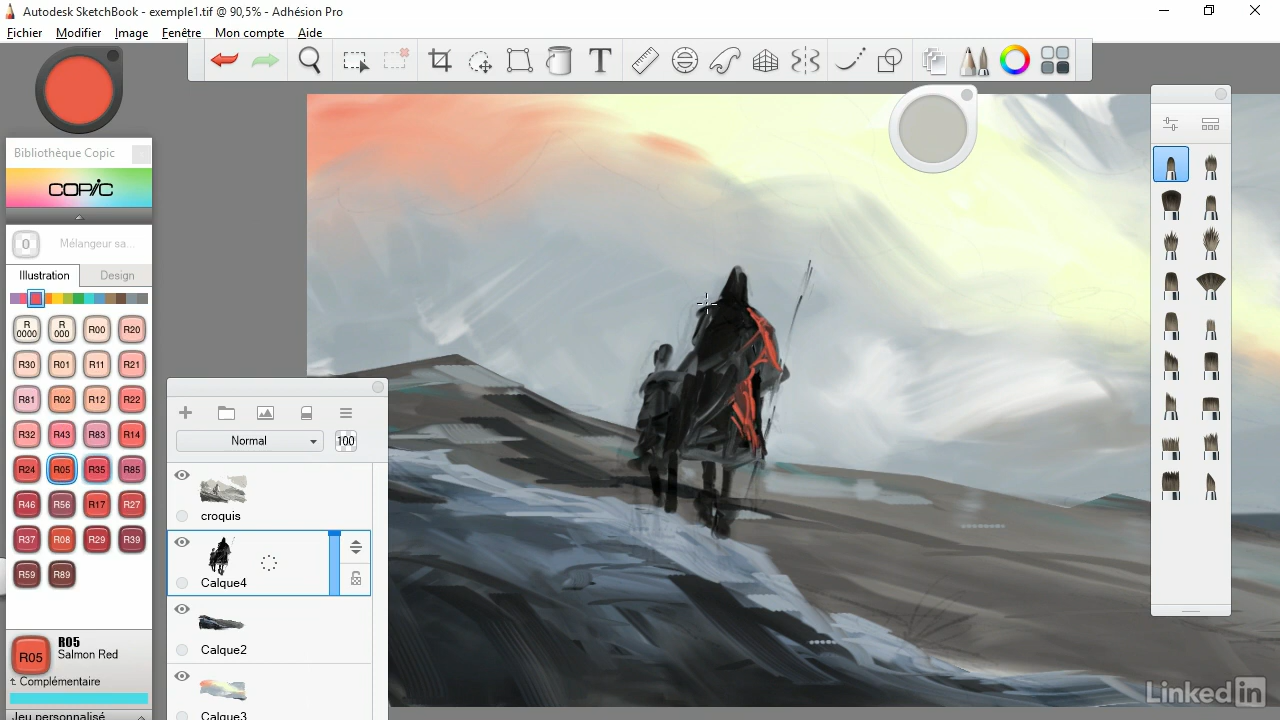 Autodesk SketchBook - exemple1.tif @ 90,5% - Adhésion Pro
Fichier Modifier Image Fenêtre Mon compte Aide
T
Bibliothèque Copic
COPIC
0 Mélangeur sa...
Illustration Design
R 0000 R 000 R00 R20
R30 R01 R11 R21
R81 R02 R12 R22
R32 R43 R83 R14
R24 R05 R35 R85
R46 R56 R17 R27
R37 R08 R29 R39
R59 R89
R05
R05
Salmon Red
Complémentaire
Jeu personnalisé
Normal 100
croquis
Calque4
Calque2
Calque3
Linked in